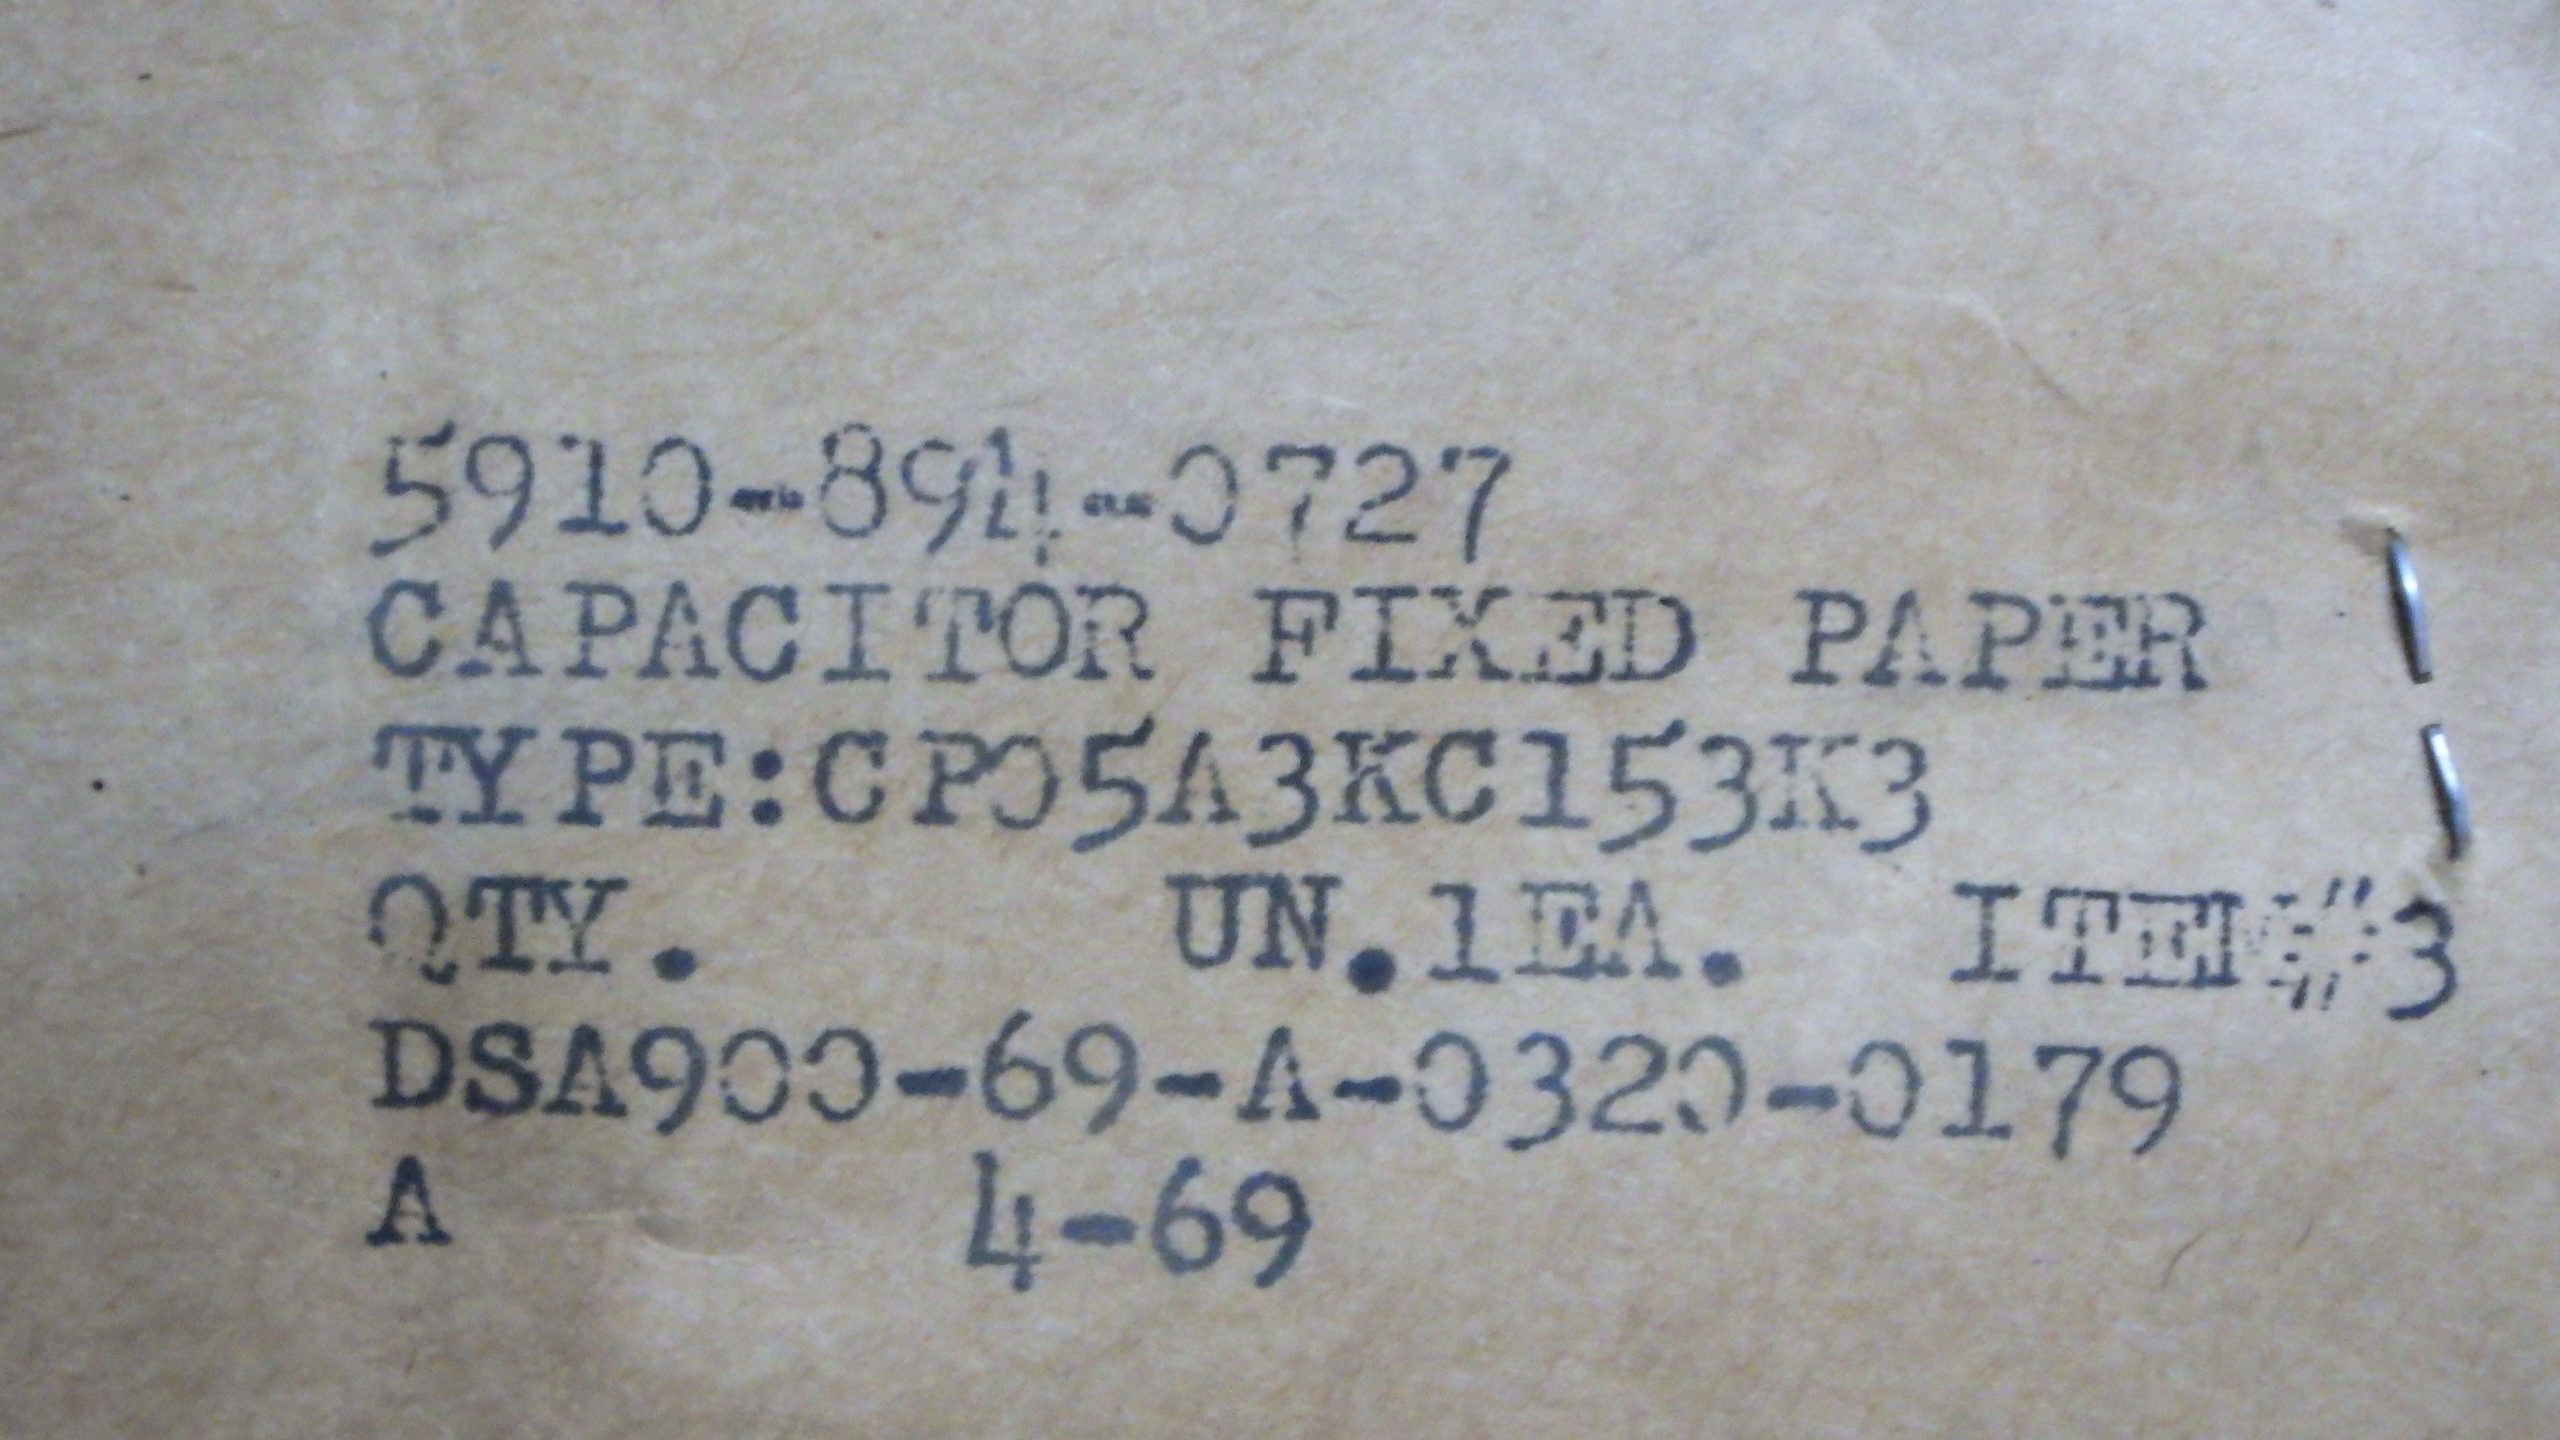 5910-894-0727
CAPACITOR FIXED PAPER
TYPE:CP05A3KC153K3
QTY. UN.1EA. ITEM#3
DSA900-69-A-0320-0179
A 4-69